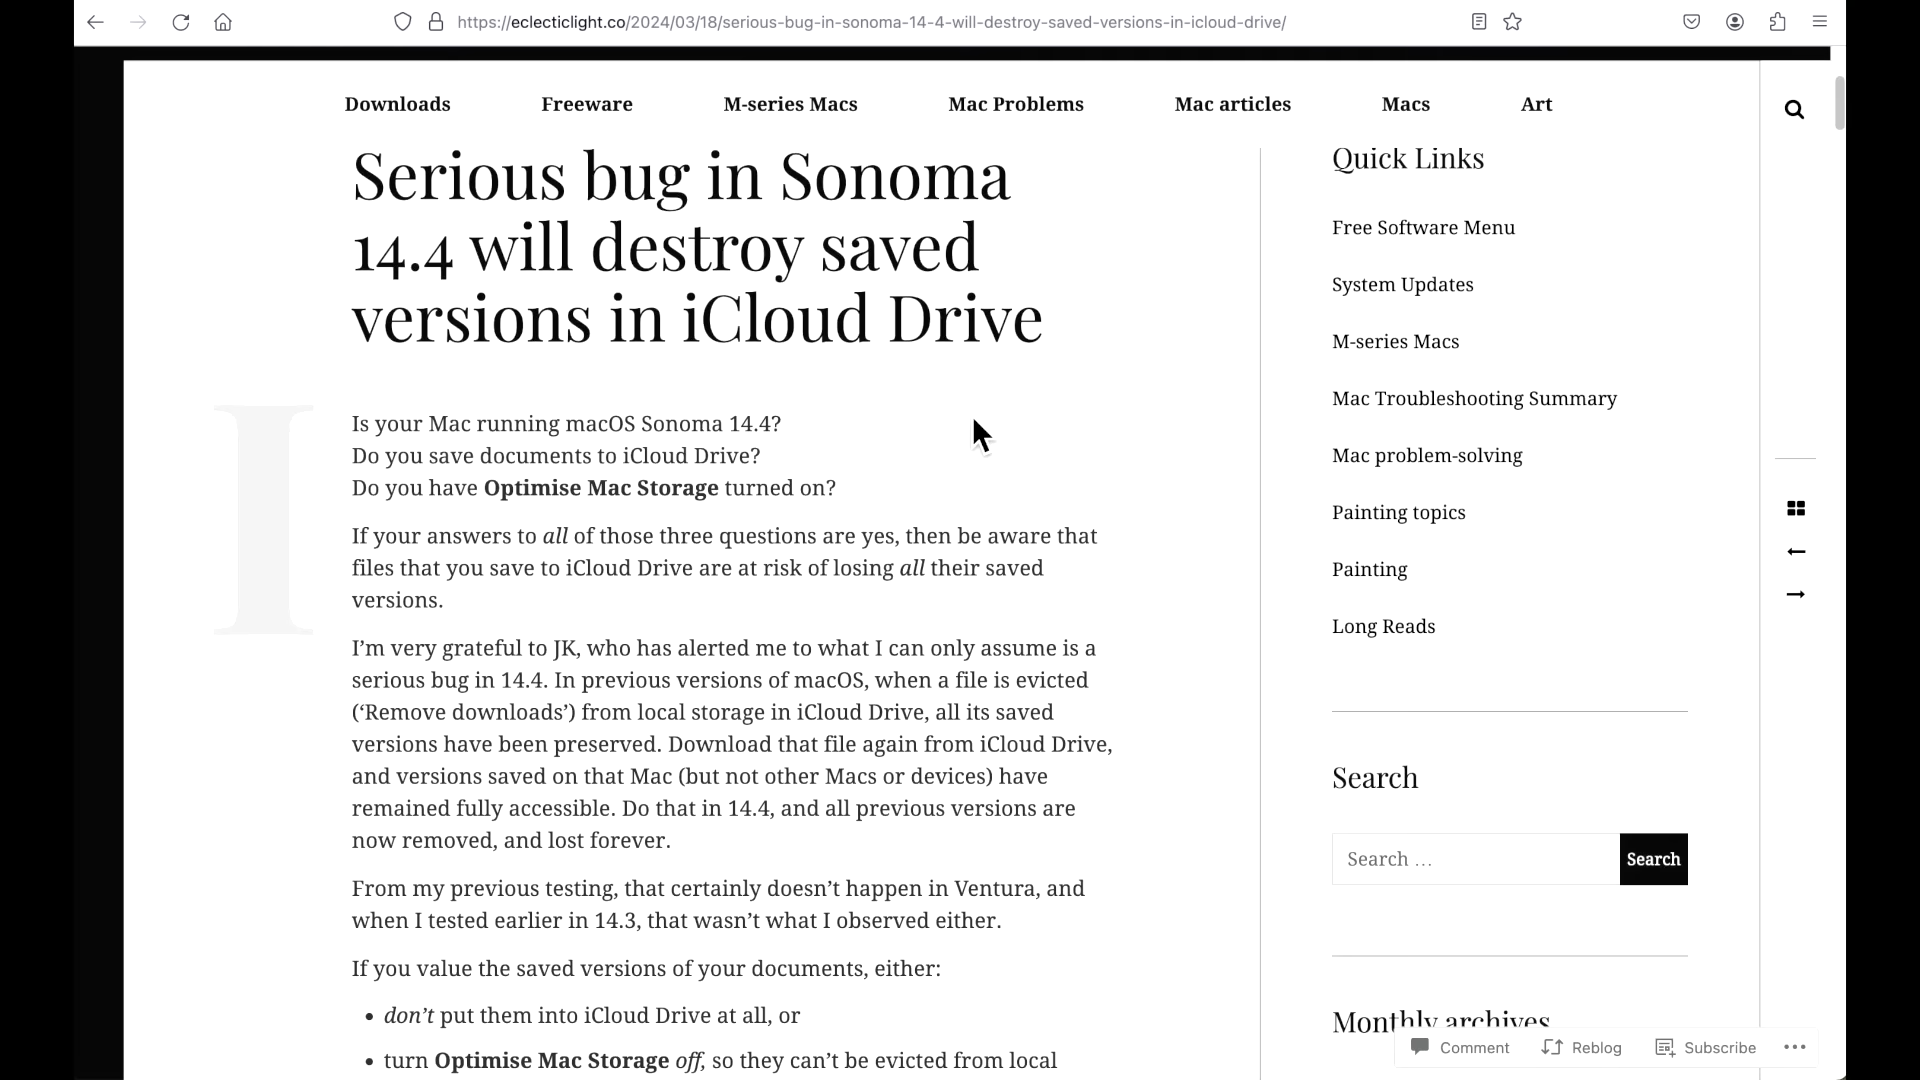 https://eclecticlight.co/2024/03/18/serious-bug-in-sonoma-14-4-will-destroy-saved-versions-in-icloud-drive/
Downloads Freeware M-series Macs Mac Problems Mac articles Macs Art
Serious bug in Sonoma
14.4 will destroy saved
versions in iCloud Drive
I
Is your Mac running macOS Sonoma 14.4?
Do you save documents to iCloud Drive?
Do you have Optimise Mac Storage turned on?
If your answers to all of those three questions are yes, then be aware that
files that you save to iCloud Drive are at risk of losing all their saved
versions.
I’m very grateful to JK, who has alerted me to what I can only assume is a
serious bug in 14.4. In previous versions of macOS, when a file is evicted
(‘Remove downloads’) from local storage in iCloud Drive, all its saved
versions have been preserved. Download that file again from iCloud Drive,
and versions saved on that Mac (but not other Macs or devices) have
remained fully accessible. Do that in 14.4, and all previous versions are
now removed, and lost forever.
From my previous testing, that certainly doesn’t happen in Ventura, and
when I tested earlier in 14.3, that wasn’t what I observed either.
If you value the saved versions of your documents, either:
• don’t put them into iCloud Drive at all, or
• turn Optimise Mac Storage off, so they can’t be evicted from local
Quick Links
Free Software Menu
System Updates
M-series Macs
Mac Troubleshooting Summary
Mac problem-solving
Painting topics
Painting
Long Reads
Search
Search …
Search
Monthly archives
Comment Reblog Subscribe